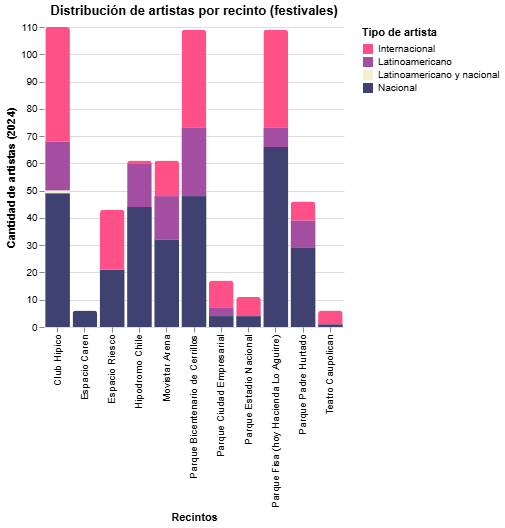 Distribución de artistas por recinto (festivales)
Tipo de artista
Internacional
Latinoamericano
Latinoamericano y nacional
Nacional
Cantidad de artistas (2024)
110
100
90
80
70
60
50
40
30
20
10
0
Club Hípico
Espacio Caren
Espacio Riesco
Hipodromo Chile
Movistar Arena
Parque Bicentenario de Cerrillos
Parque Ciudad Empresarial
Parque Estadio Nacional
Parque Fisa (hoy Hacienda Lo Aguirre)
Parque Padre Hurtado
Teatro Caupolican
Recintos